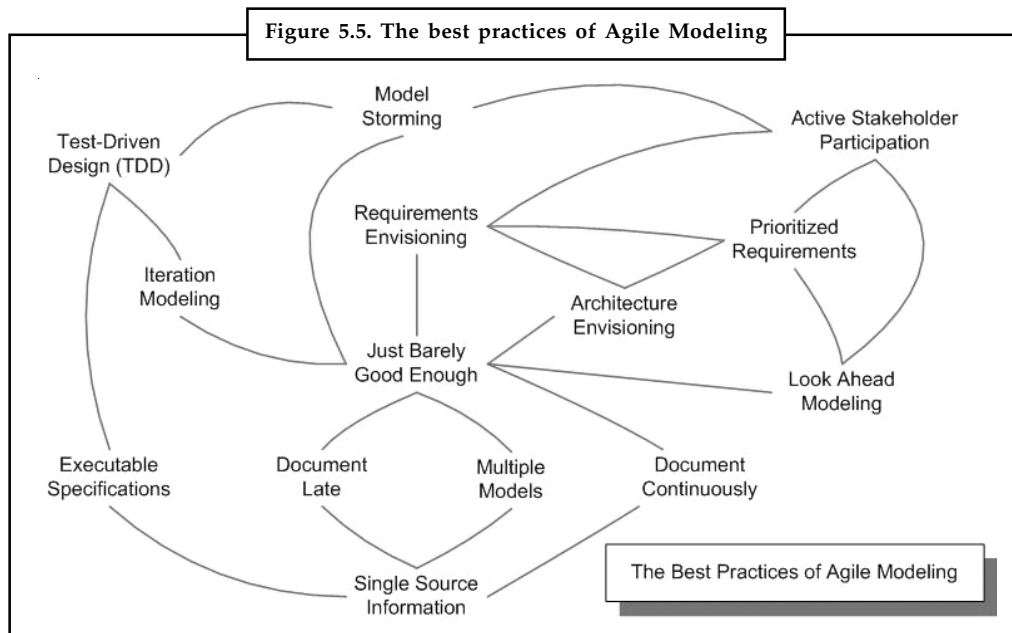 Figure 5.5. The best practices of Agile Modeling
Model
Storming
Active Stakeholder
Participation
Test-Driven
Design (TDD)
Requirements
Envisioning
Prioritized
Requirements
Iteration
Modeling
Architecture
Envisioning
Just Barely
Good Enough
Look Ahead
Modeling
Executable
Specifications
Document
Late
Multiple
Models
Document
Continuously
The Best Practices of Agile Modeling
Single Source
Information